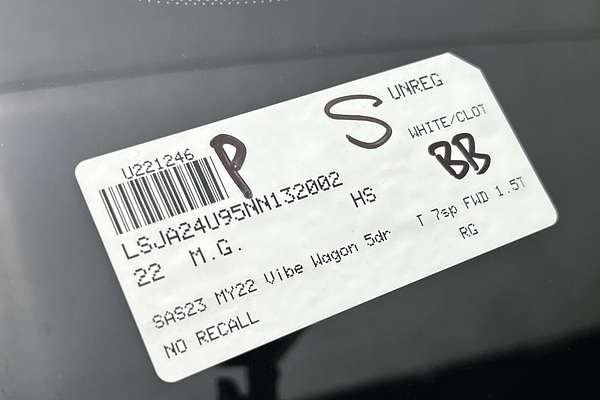 UNREG
S
U221246
P
WHITE/CLOT
BB
LSJA24U95NN132002
22 M.G. HS
SAS23 MY22 Vibe Wagon 5dr T 7sp FWD 1.5T
NO RECALL RG